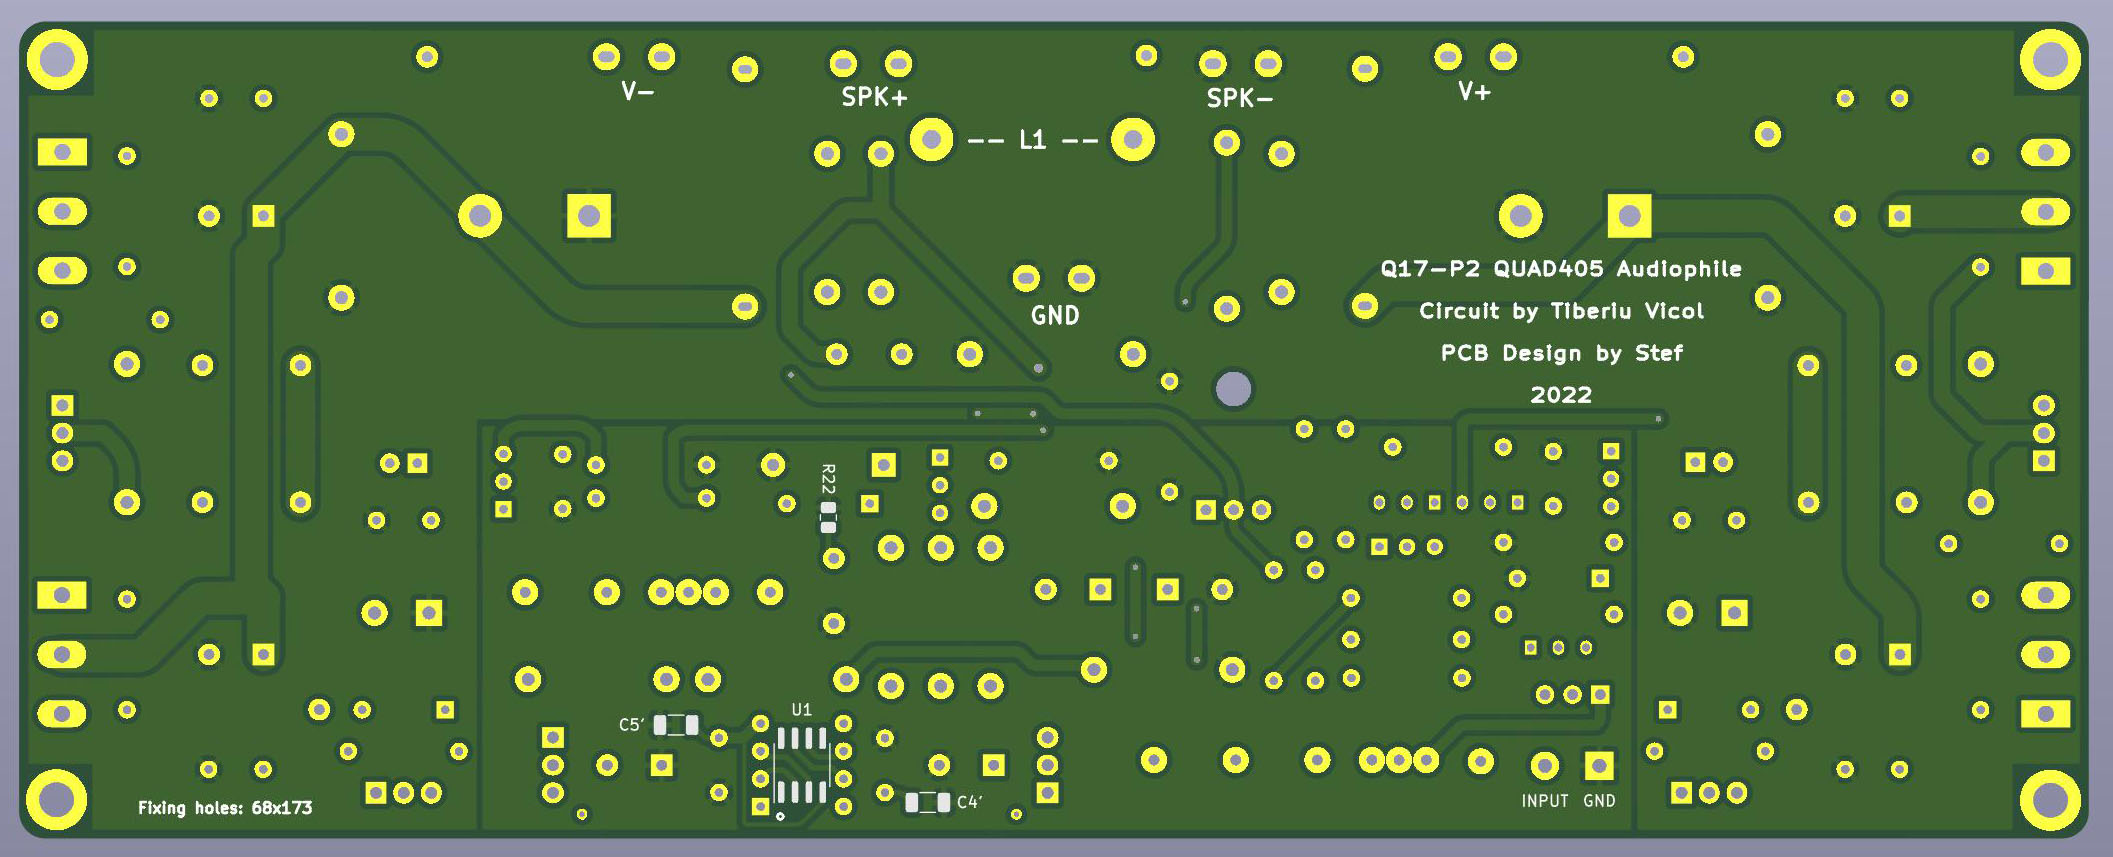 V-
SPK+
SPK-
V+
-- L1 --
Q17-P2 QUAD405 Audiophile
Circuit by Tiberiu Vicol
GND
PCB Design by Stef
2022
R22
U1
C5'
C4'
INPUT GND
Fixing holes: 68x173